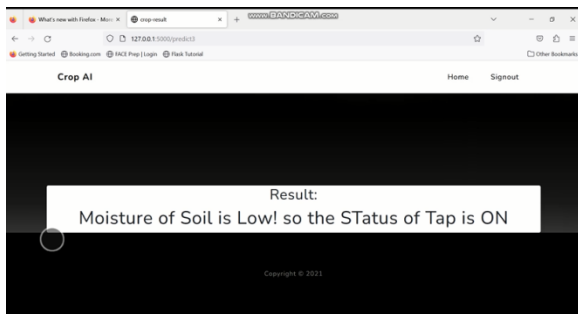 www.BANDICAM.com
What's new with Firefox - More
crop-result
127.0.0.1:5000/predict3
Getting Started Booking.com FACE Prep | Login Flask Tutorial Other Bookmarks
Crop AI Home Signout
Result:
Moisture of Soil is Low! so the STatus of Tap is ON
Copyright © 2021